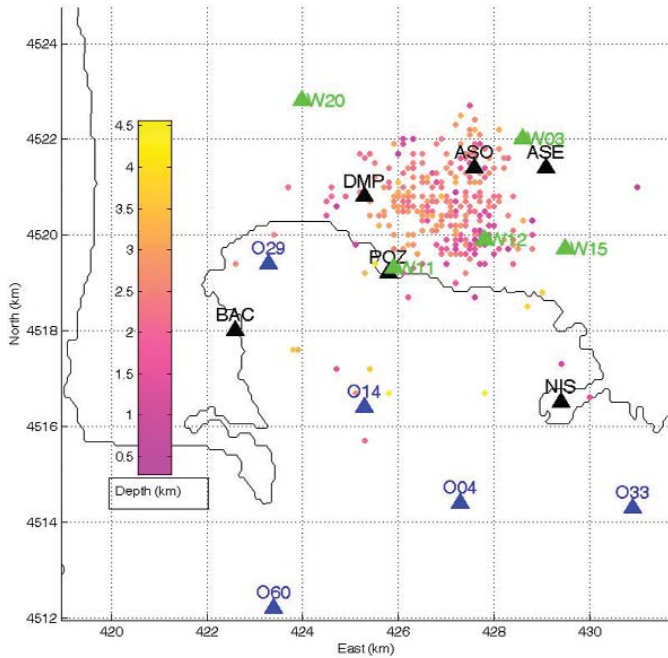 4524
W20
4.5
4522
W03
ASO
ASE
4
DMP
3.5
4520
W12
W15
O29
POZ
W11
3
North (km)
2.5
4518
BAC
2
1.5
O14
NIS
1
4516
0.5
Depth (km)
O04
O33
4514
O60
4512
420
422
424
426
428
430
East (km)